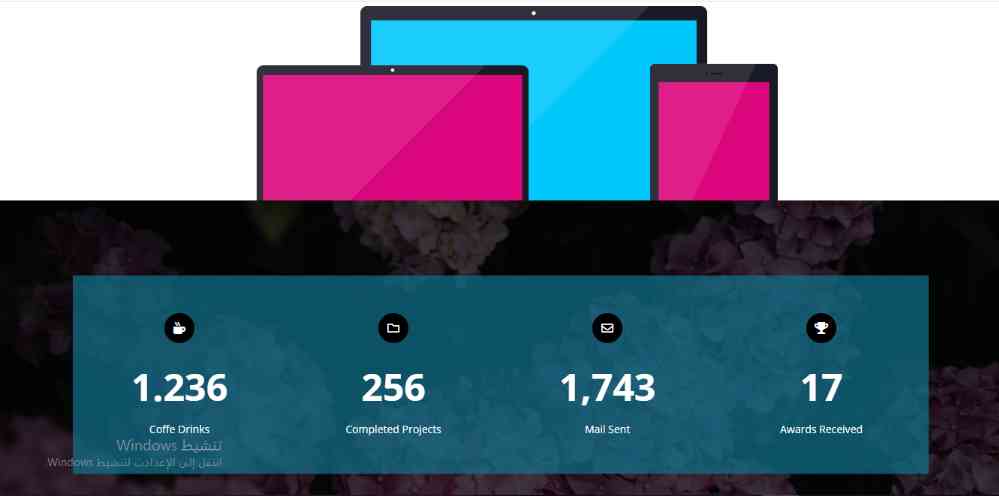 1.236
256
1,743
17
Coffe Drinks
Completed Projects
Mail Sent
Awards Received
تنشيط Windows
انتقل إلى الإعدادات لتنشيط Windows